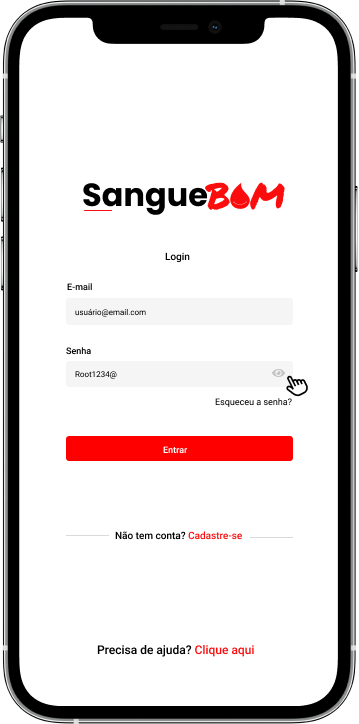 SangueBOM
Login
E-mail
usuário@email.com
Senha
Root1234@
Esqueceu a senha?
Entrar
Não tem conta? Cadastre-se
Precisa de ajuda? Clique aqui